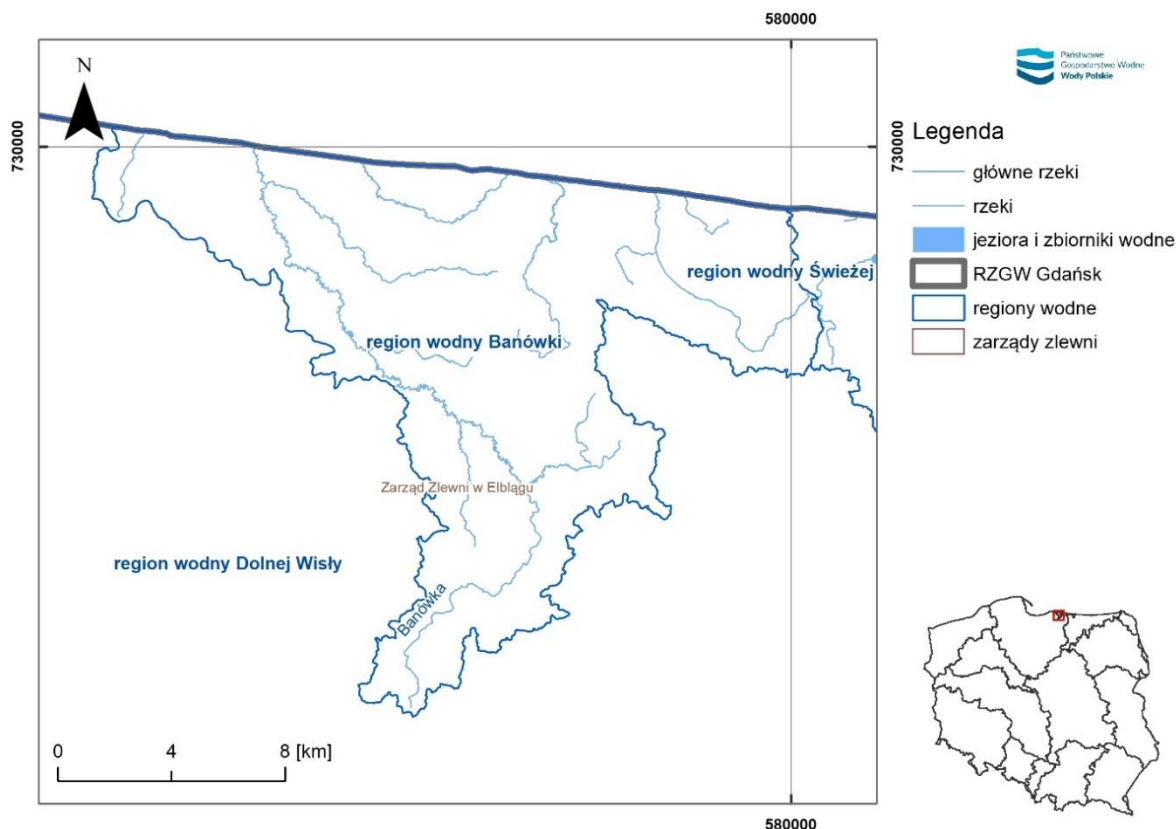 580000
N
730000
730000
region wodny Świeżej
region wodny Banówki
Zarząd Zlewni w Elblągu
region wodny Dolnej Wisły
Banówka
0 4 8 [km]
580000
Państwowe
Gospodarstwo Wodne
Wody Polskie
Legenda
główne rzeki
rzeki
jeziora i zbiorniki wodne
RZGW Gdańsk
regiony wodne
zarządy zlewni